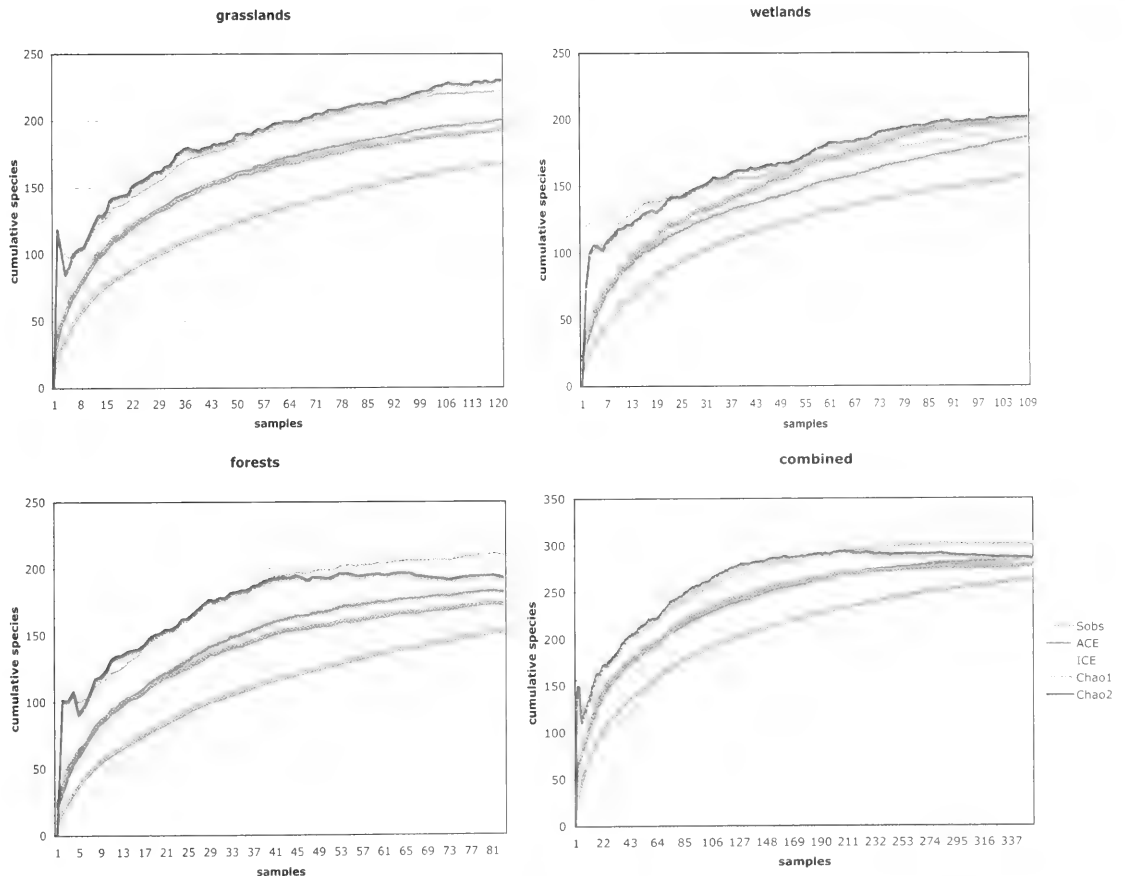 grasslands
cumulative species
250
200
150
100
50
0
1 8 15 22 29 36 43 50 57 64 71 78 85 92 99 106 113 120
samples
wetlands
cumulative species
250
200
150
100
50
0
1 7 13 19 25 31 37 43 49 55 61 67 73 79 85 91 97 103 109
samples
forests
cumulative species
250
200
150
100
50
0
1 5 9 13 17 21 25 29 33 37 41 45 49 53 57 61 65 69 73 77 81
samples
combined
cumulative species
350
300
250
200
150
100
50
0
1 22 43 64 85 106 127 148 169 190 211 232 253 274 295 316 337
samples
Sobs
ACE
ICE
Chao1
Chao2